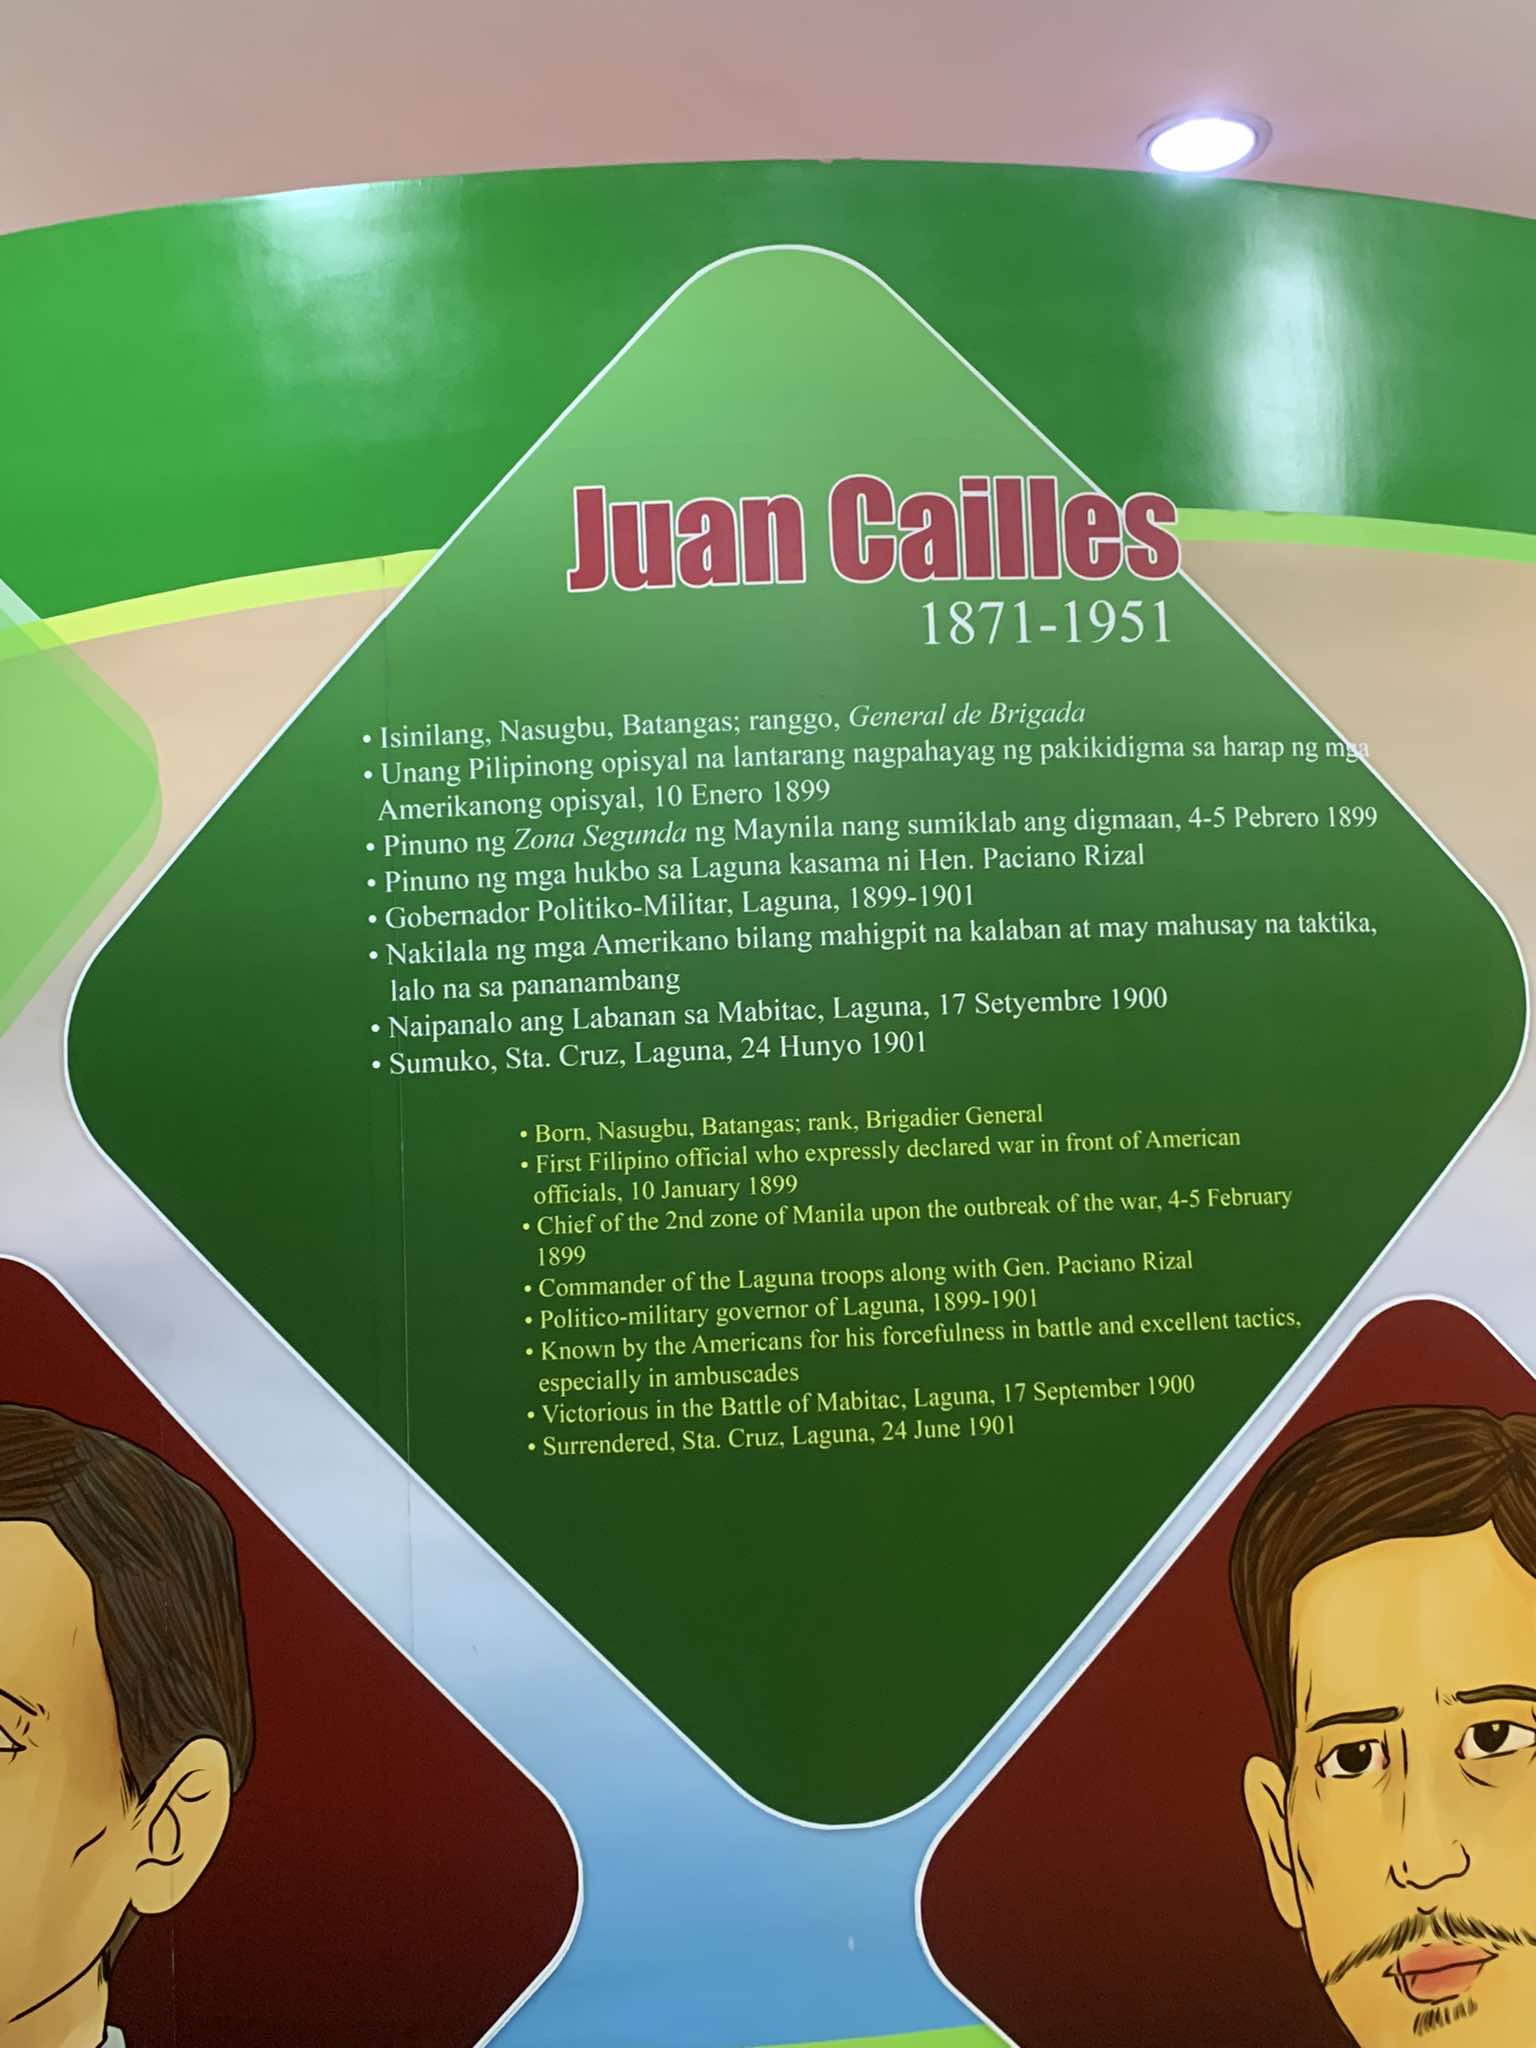 Juan Cailles
1871-1951
• Isinilang, Nasugbu, Batangas; ranggo, General de Brigada
• Unang Pilipinong opisyal na lantarang nagpahayag ng pakikidigma sa harap ng mga
Amerikanong opisyal, 10 Enero 1899
• Pinuno ng Zona Segunda ng Maynila nang sumiklab ang digmaan, 4-5 Pebrero 1899
• Pinuno ng mga hukbo sa Laguna kasama ni Hen. Paciano Rizal
• Gobernador Politiko-Militar, Laguna, 1899-1901
• Nakilala ng mga Amerikano bilang mahigpit na kalaban at may mahusay na taktika,
lalo na sa pananambang
• Naipanalo ang Labanan sa Mabitac, Laguna, 17 Setyembre 1900
• Sumuko, Sta. Cruz, Laguna, 24 Hunyo 1901
• Born, Nasugbu, Batangas; rank, Brigadier General
• First Filipino official who expressly declared war in front of American
officials, 10 January 1899
• Chief of the 2nd zone of Manila upon the outbreak of the war, 4-5 February
1899
• Commander of the Laguna troops along with Gen. Paciano Rizal
• Politico-military governor of Laguna, 1899-1901
• Known by the Americans for his forcefulness in battle and excellent tactics,
especially in ambuscades
• Victorious in the Battle of Mabitac, Laguna, 17 September 1900
• Surrendered, Sta. Cruz, Laguna, 24 June 1901